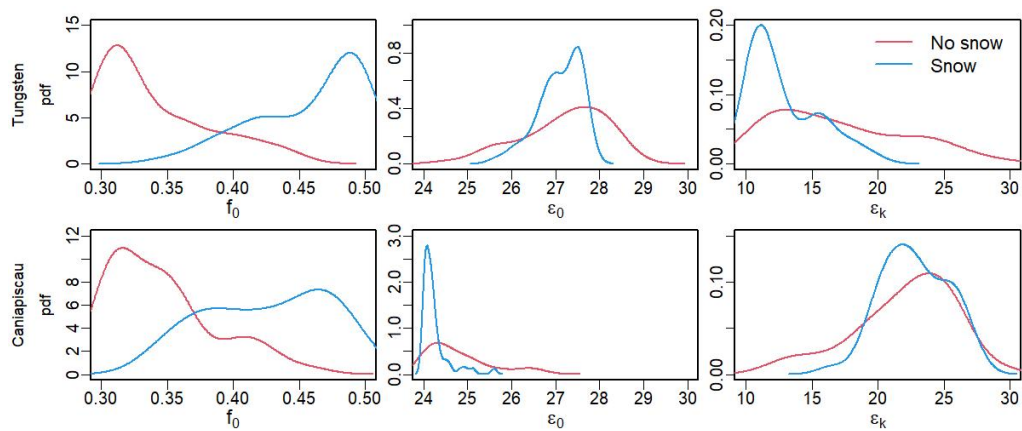 Tungsten
pdf
0 5 10 15
0.30 0.35 0.40 0.45 0.50
f0
0.0 0.4 0.8
24 25 26 27 28 29 30
ε0
0.00 0.10 0.20
10 15 20 25 30
εk
No snow
Snow
Caniapiscau
pdf
0 2 4 6 8 12
0.30 0.35 0.40 0.45 0.50
f0
0.0 1.0 2.0 3.0
24 25 26 27 28 29 30
ε0
0.00 0.10
10 15 20 25 30
εk